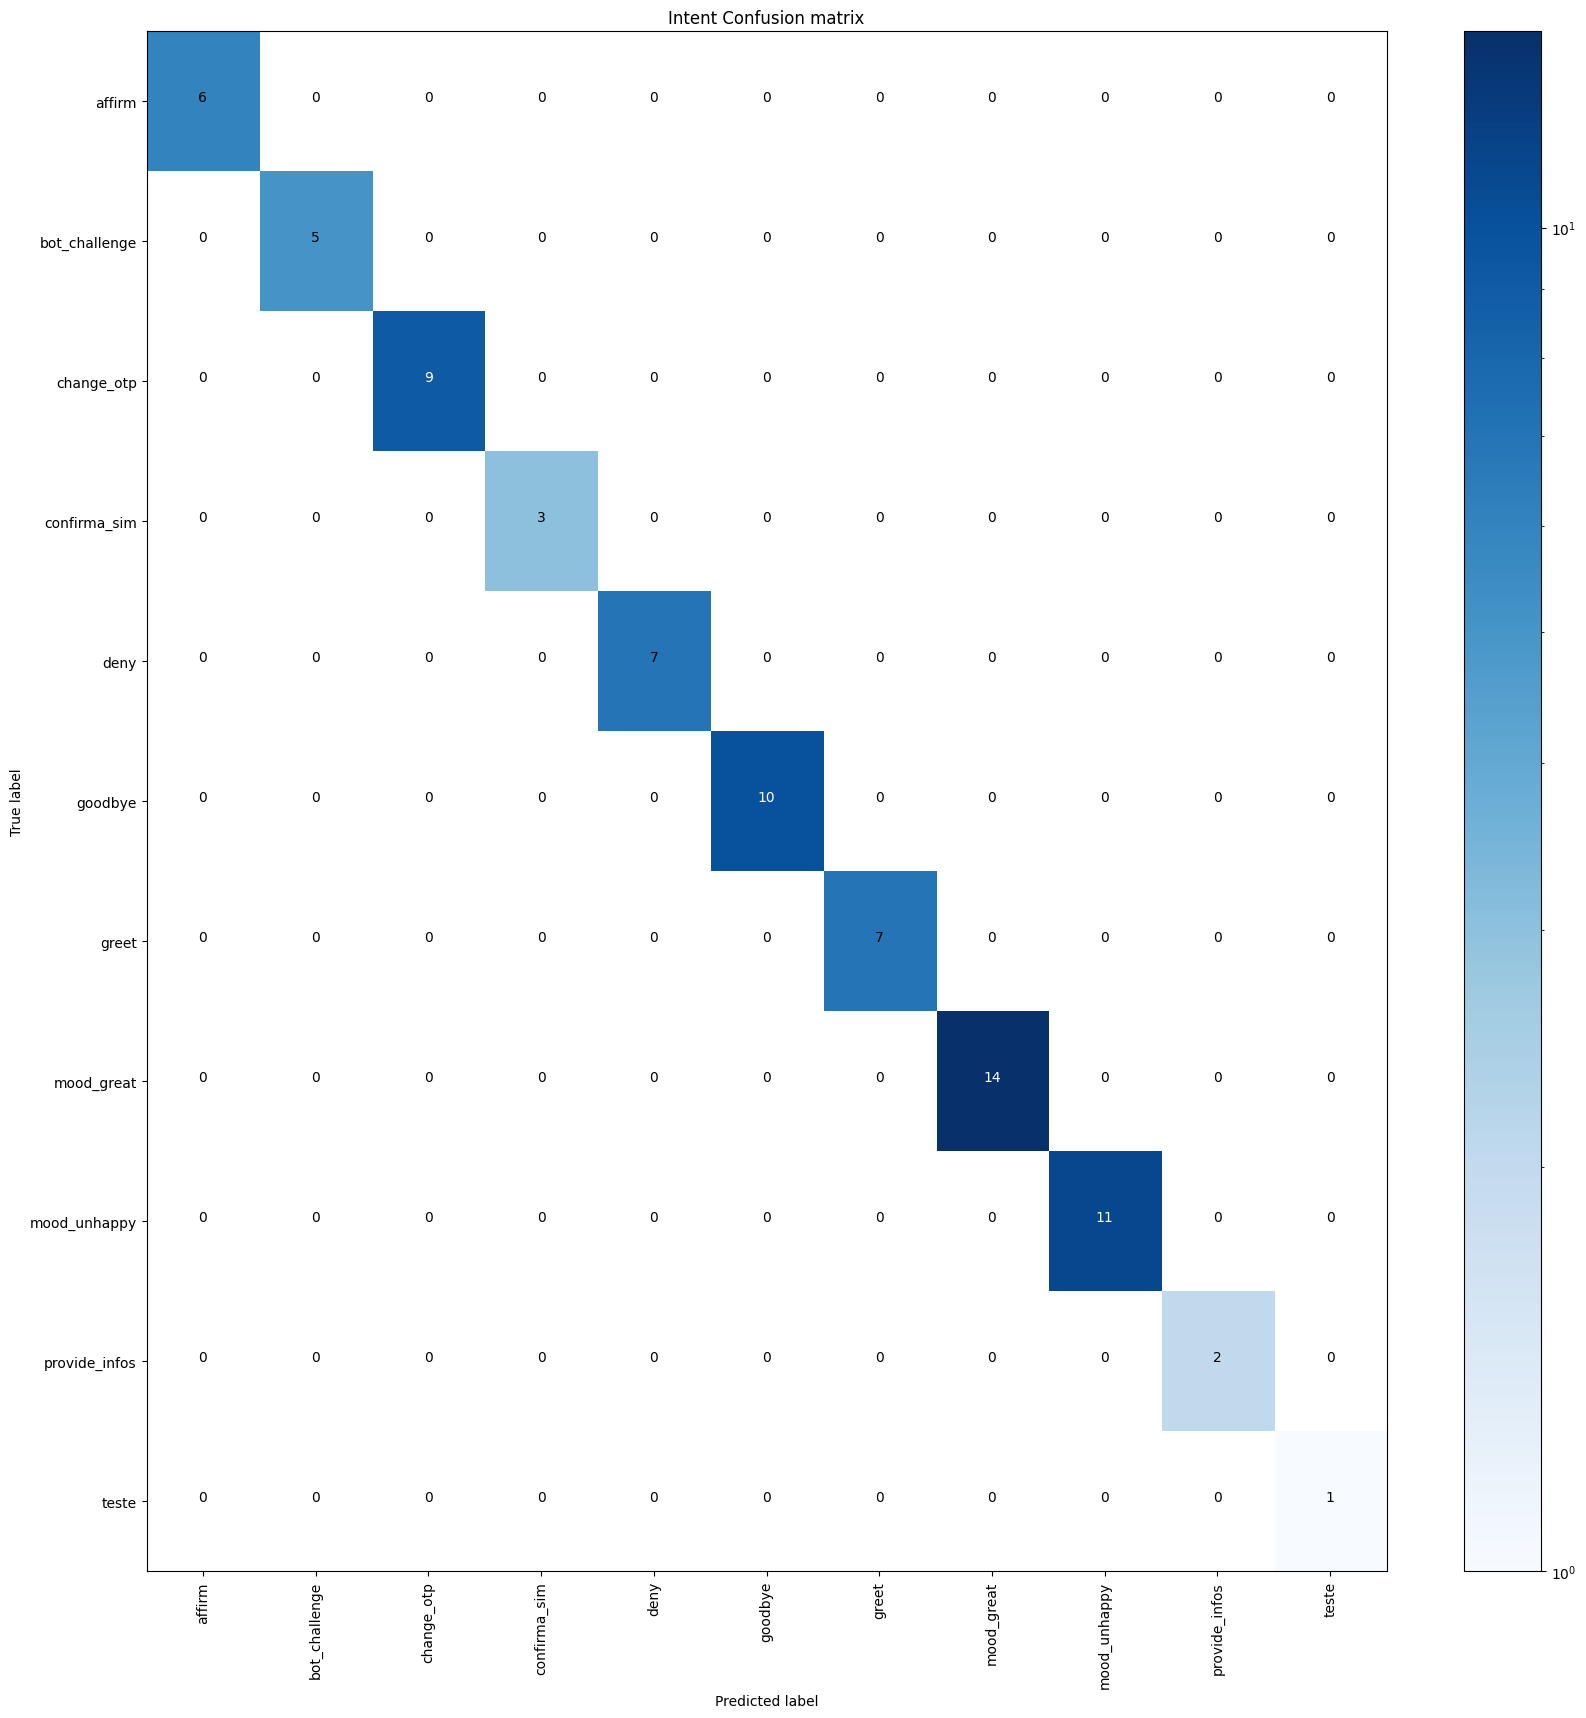 Intent Confusion matrix
affirm 6 0 0 0 0 0 0 0 0 0 0
bot_challenge 0 5 0 0 0 0 0 0 0 0 0
change_otp 0 0 9 0 0 0 0 0 0 0 0
confirma_sim 0 0 0 3 0 0 0 0 0 0 0
deny 0 0 0 0 7 0 0 0 0 0 0
goodbye 0 0 0 0 0 10 0 0 0 0 0
greet 0 0 0 0 0 0 7 0 0 0 0
mood_great 0 0 0 0 0 0 0 14 0 0 0
mood_unhappy 0 0 0 0 0 0 0 0 11 0 0
provide_infos 0 0 0 0 0 0 0 0 0 2 0
teste 0 0 0 0 0 0 0 0 0 0 1
True label
affirm
bot_challenge
change_otp
confirma_sim
deny
goodbye
greet
mood_great
mood_unhappy
provide_infos
teste
Predicted label
10¹
10⁰